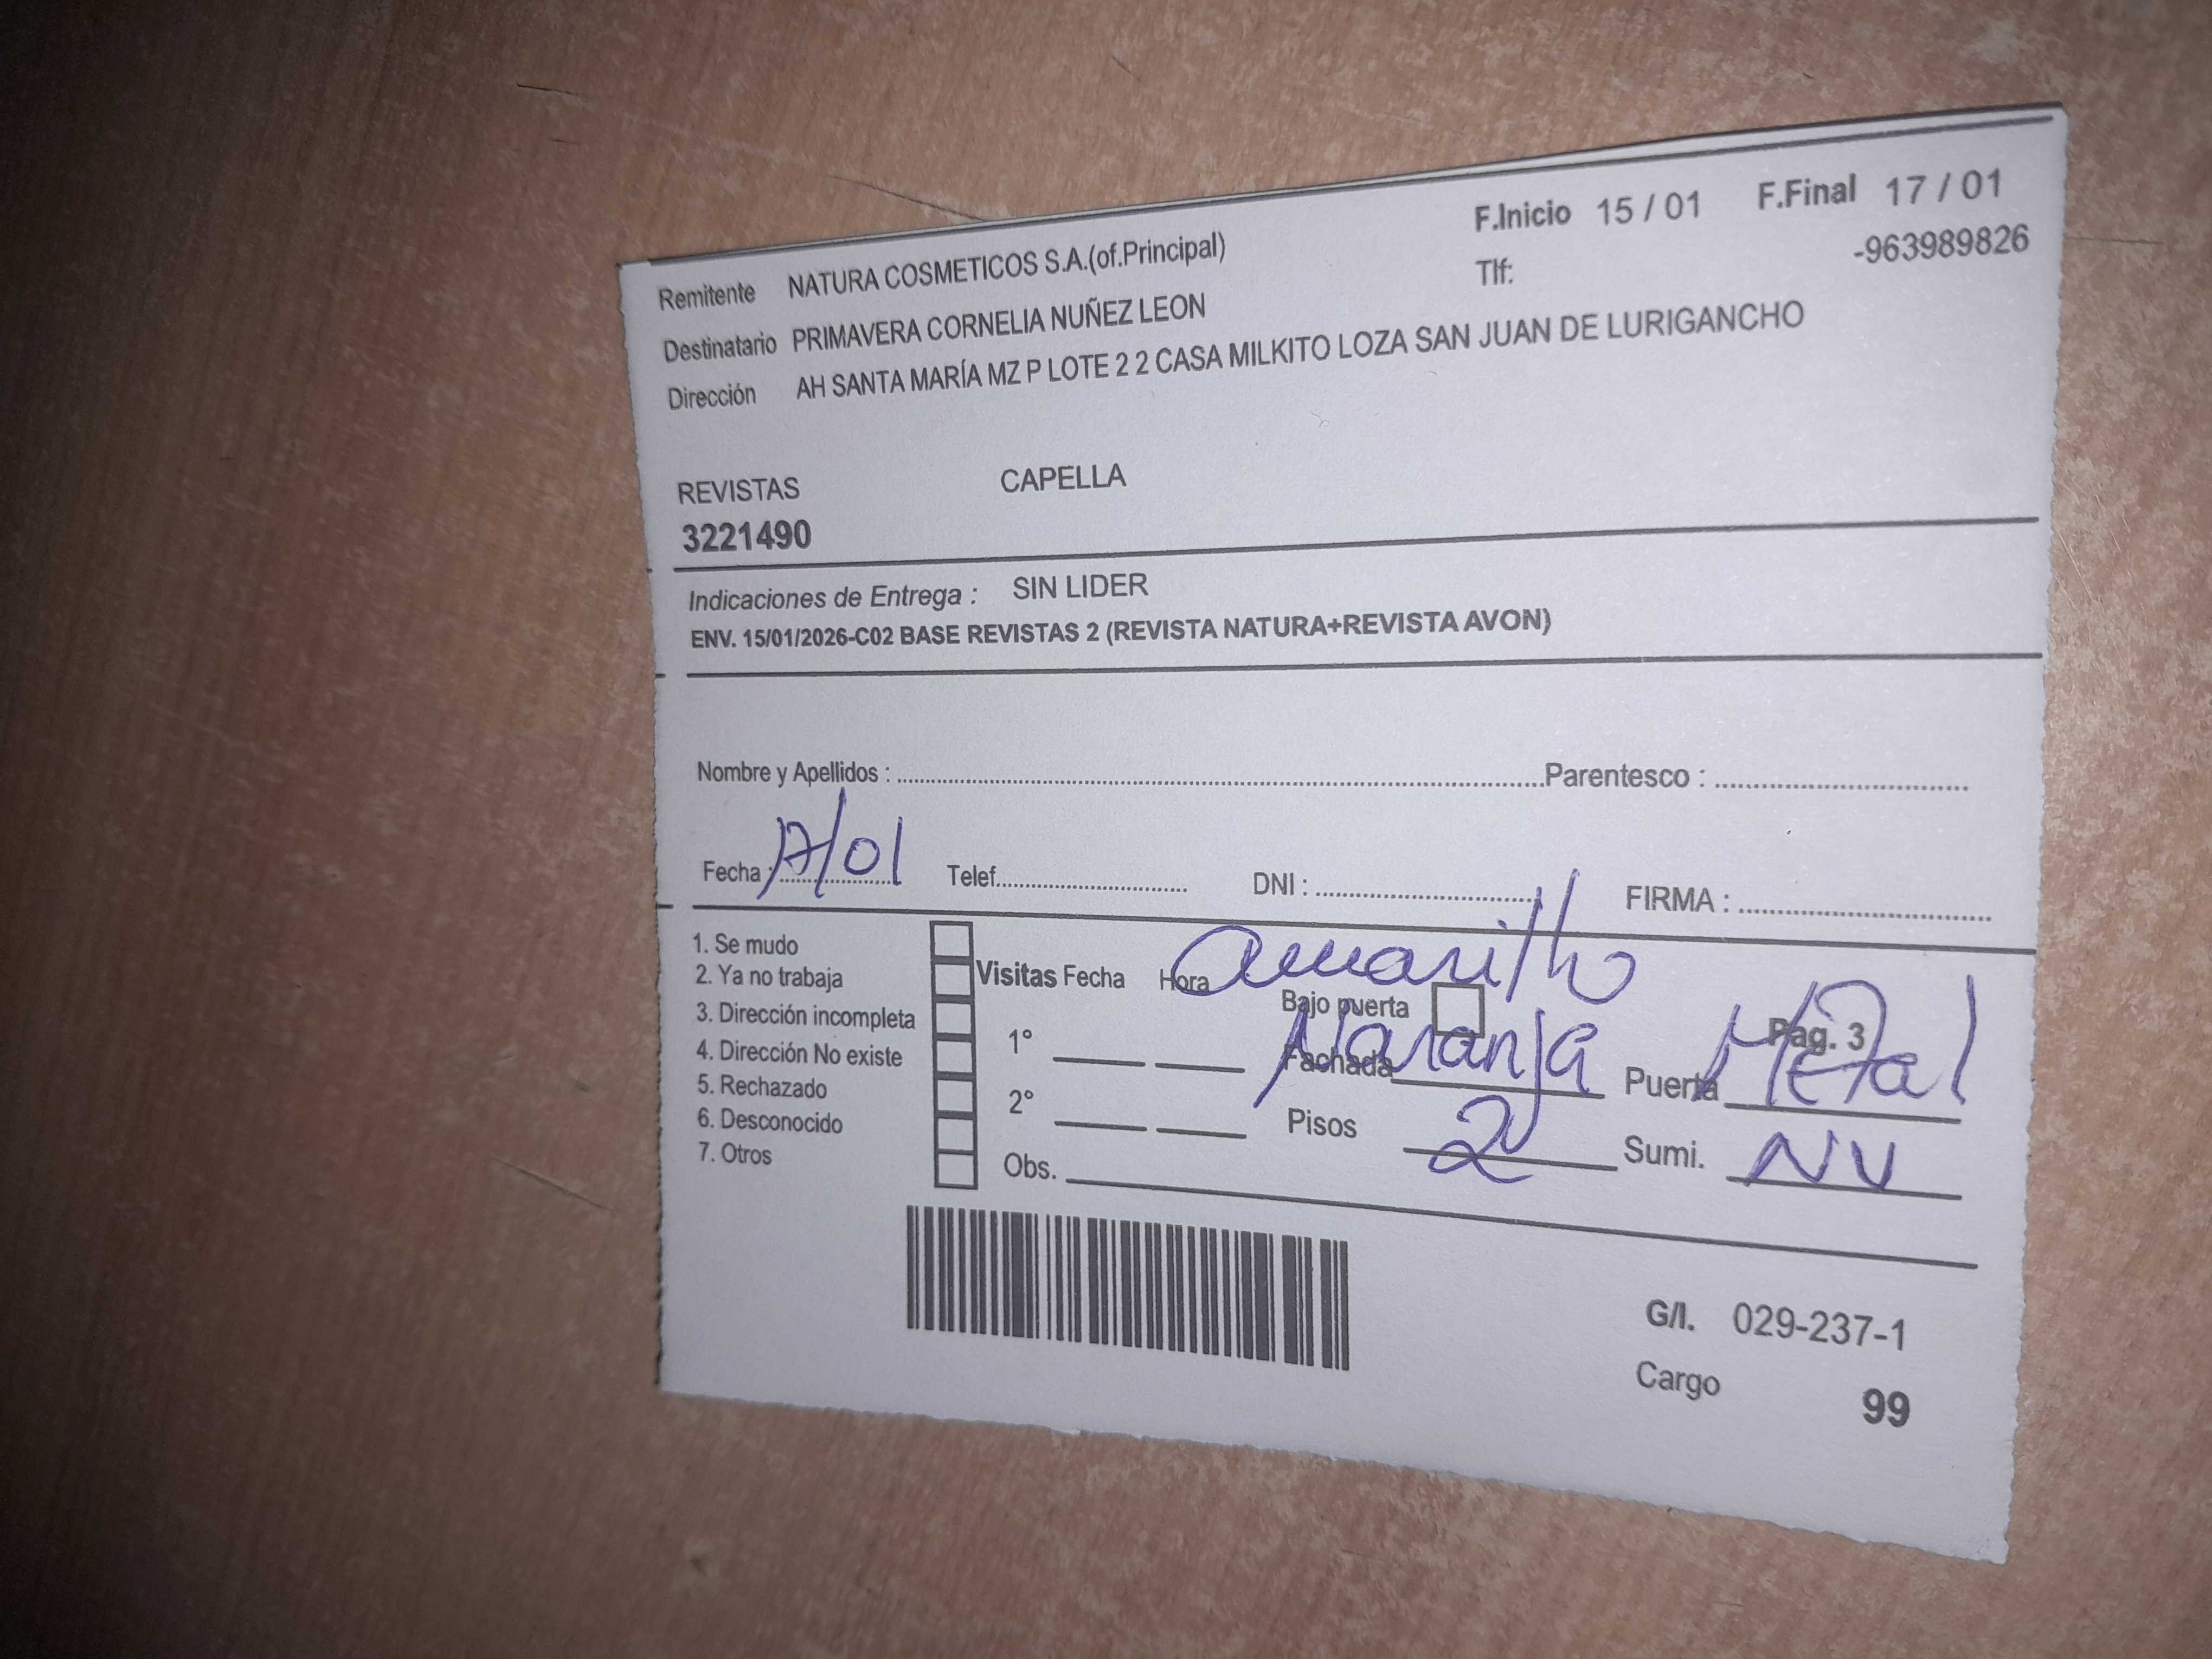 F.Inicio 15 / 01 F.Final 17 / 01
Remitente NATURA COSMETICOS S.A.(of.Principal) Tlf: -963989826
Destinatario PRIMAVERA CORNELIA NUÑEZ LEON
Dirección AH SANTA MARÍA MZ P LOTE 2 2 CASA MILKITO LOZA SAN JUAN DE LURIGANCHO
REVISTAS CAPELLA
3221490
Indicaciones de Entrega : SIN LIDER
ENV. 15/01/2026-C02 BASE REVISTAS 2 (REVISTA NATURA+REVISTA AVON)
Nombre y Apellidos : Parentesco :
Fecha : 17/01 Telef. DNI : FIRMA :
1. Se mudo
2. Ya no trabaja
3. Dirección incompleta
4. Dirección No existe
5. Rechazado
6. Desconocido
7. Otros
Visitas Fecha Hora amarillo
Bajo puerta Pag. 3
1° Fachada Naranja Puerta Metal
2° Pisos 2 Sumi. NV
Obs.
G/I. 029-237-1
Cargo 99